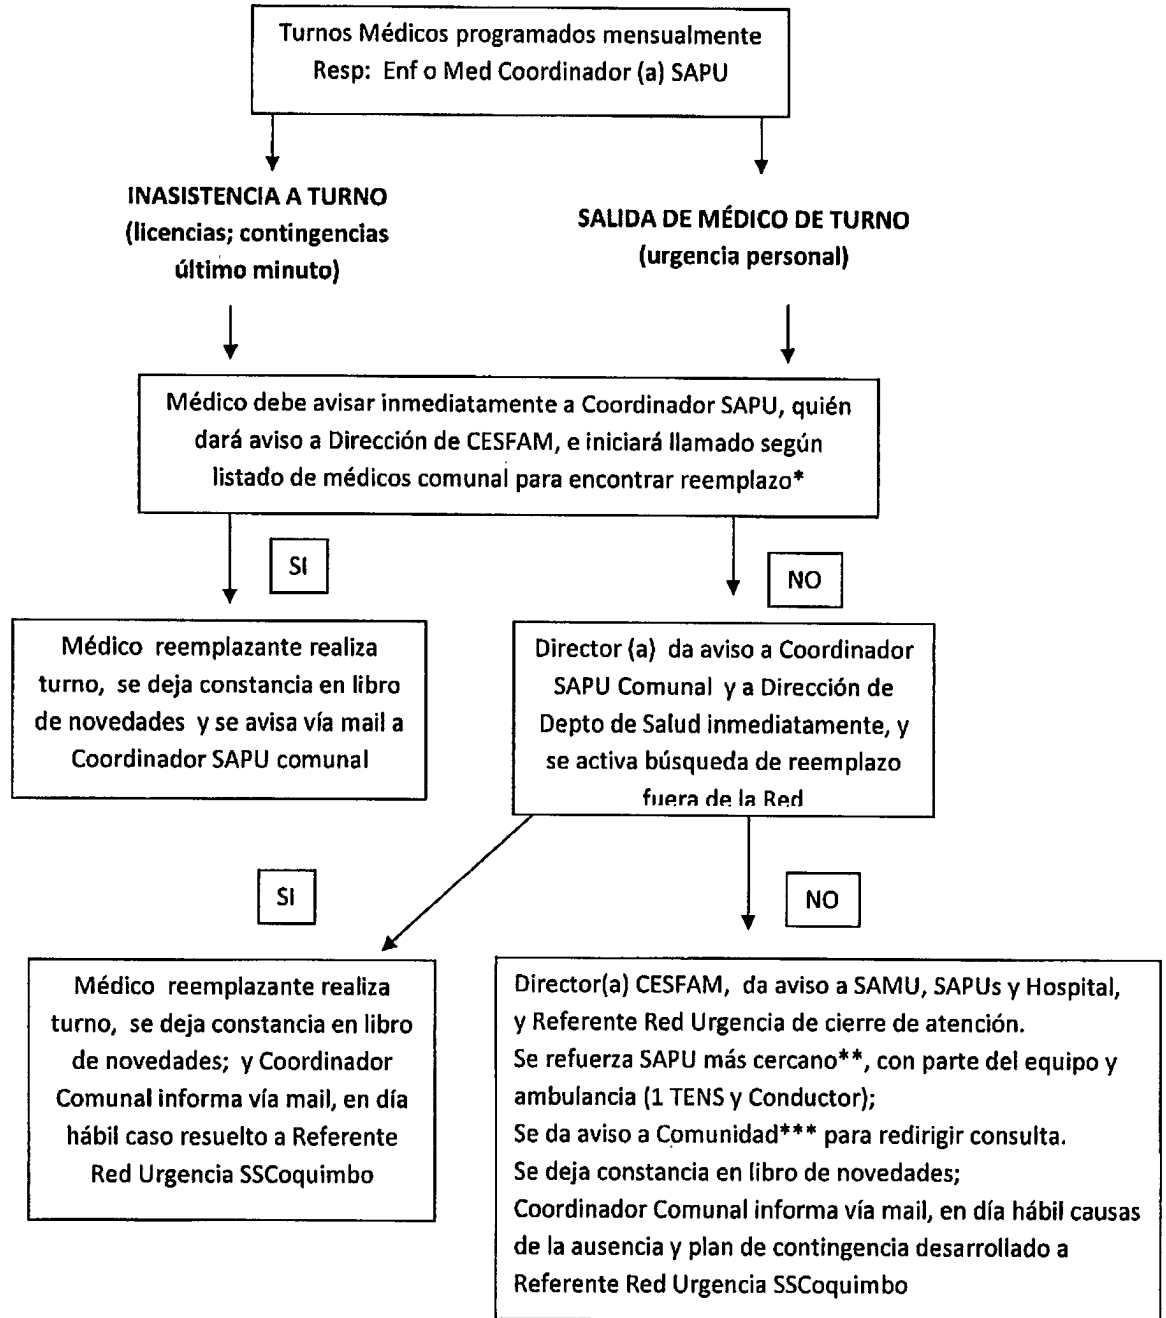 Turnos Médicos programados mensualmente
Resp: Enf o Med Coordinador (a) SAPU
INASISTENCIA A TURNO
(licencias; contingencias
último minuto)
SALIDA DE MÉDICO DE TURNO
(urgencia personal)
Médico debe avisar inmediatamente a Coordinador SAPU, quién
dará aviso a Dirección de CESFAM, e iniciará llamado según
listado de médicos comunal para encontrar reemplazo*
SI
NO
Médico reemplazante realiza
turno, se deja constancia en libro
de novedades y se avisa vía mail a
Coordinador SAPU comunal
Director (a) da aviso a Coordinador
SAPU Comunal y a Dirección de
Depto de Salud inmediatamente, y
se activa búsqueda de reemplazo
fuera de la Red
SI
NO
Médico reemplazante realiza
turno, se deja constancia en libro
de novedades; y Coordinador
Comunal informa vía mail, en día
hábil caso resuelto a Referente
Red Urgencia SSCoquimbo
Director(a) CESFAM, da aviso a SAMU, SAPUs y Hospital,
y Referente Red Urgencia de cierre de atención.
Se refuerza SAPU más cercano**, con parte del equipo y
ambulancia (1 TENS y Conductor);
Se da aviso a Comunidad*** para redirigir consulta.
Se deja constancia en libro de novedades;
Coordinador Comunal informa vía mail, en día hábil causas
de la ausencia y plan de contingencia desarrollado a
Referente Red Urgencia SSCoquimbo